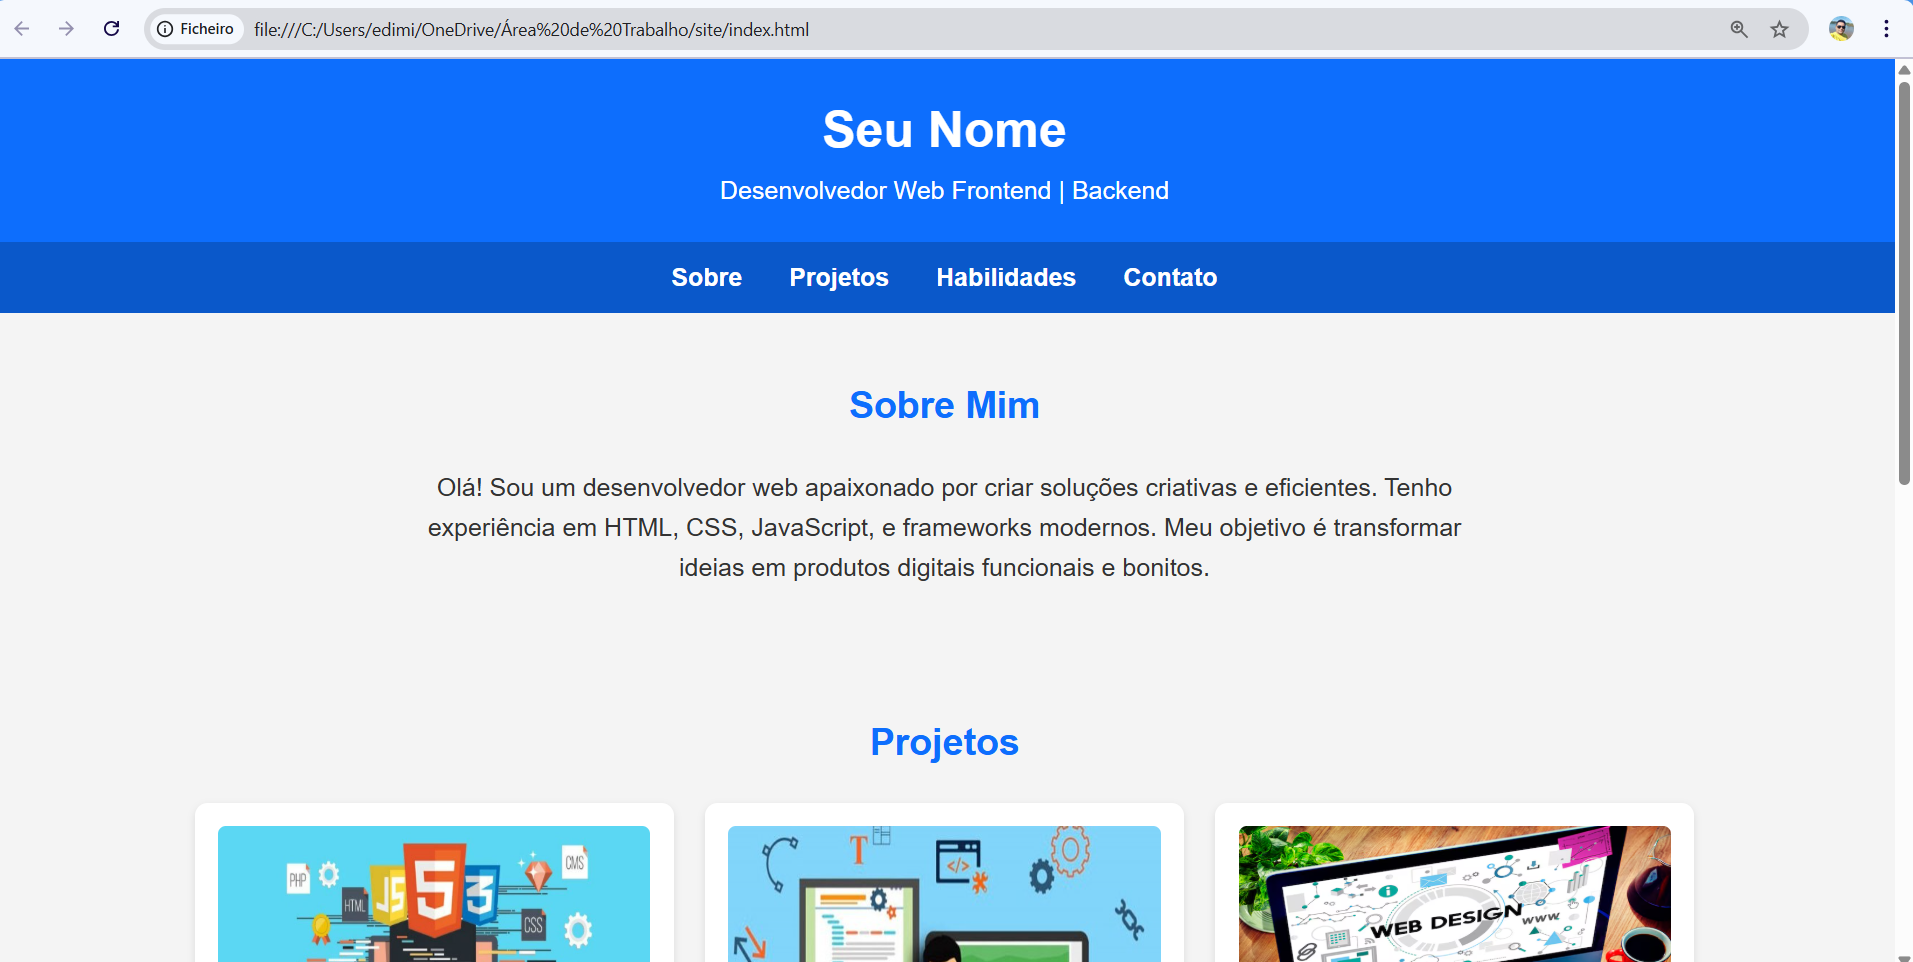 Ficheiro
file:///C:/Users/edimi/OneDrive/Área%20de%20Trabalho/site/index.html
Seu Nome
Desenvolvedor Web Frontend | Backend
Sobre
Projetos
Habilidades
Contato
Sobre Mim
Olá! Sou um desenvolvedor web apaixonado por criar soluções criativas e eficientes. Tenho
experiência em HTML, CSS, JavaScript, e frameworks modernos. Meu objetivo é transformar
ideias em produtos digitais funcionais e bonitos.
Projetos
PHP
HTML
JS
5
3
CSS
CMS
T
</>
WEB DESIGN
WWW